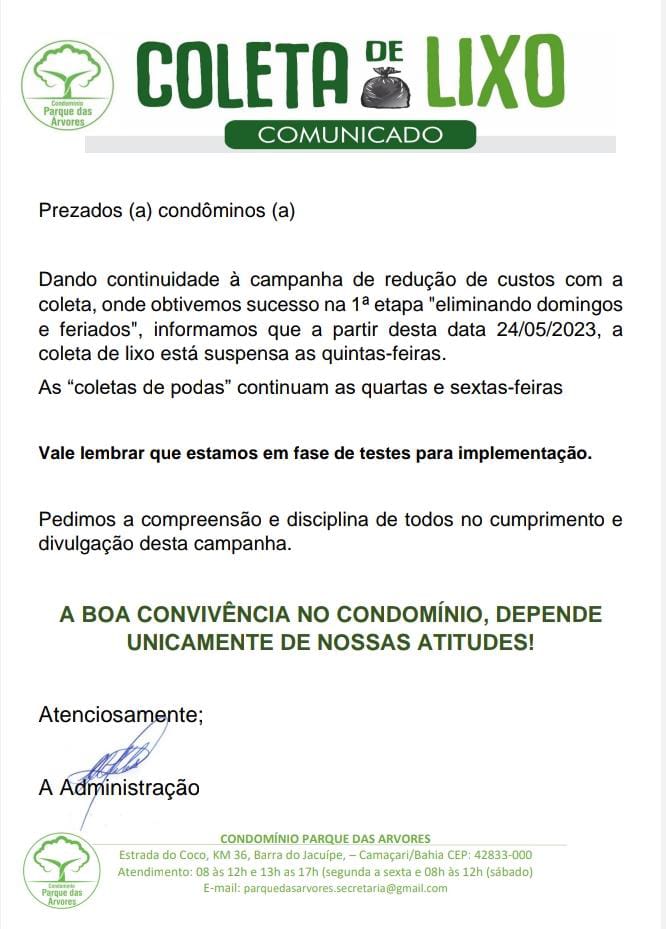 Condomínio
Parque das
Árvores
COLETA DE LIXO
COMUNICADO
Prezados (a) condôminos (a)
Dando continuidade à campanha de redução de custos com a
coleta, onde obtivemos sucesso na 1ª etapa "eliminando domingos
e feriados", informamos que a partir desta data 24/05/2023, a
coleta de lixo está suspensa as quintas-feiras.
As “coletas de podas” continuam as quartas e sextas-feiras
Vale lembrar que estamos em fase de testes para implementação.
Pedimos a compreensão e disciplina de todos no cumprimento e
divulgação desta campanha.
A BOA CONVIVÊNCIA NO CONDOMÍNIO, DEPENDE
UNICAMENTE DE NOSSAS ATITUDES!
Atenciosamente;
A Administração
Condomínio
Parque das
Árvores
CONDOMÍNIO PARQUE DAS ARVORES
Estrada do Coco, KM 36, Barra do Jacuípe, – Camaçari/Bahia CEP: 42833-000
Atendimento: 08 às 12h e 13h as 17h (segunda a sexta e 08h às 12h (sábado)
E-mail: parquedasarvores.secretaria@gmail.com